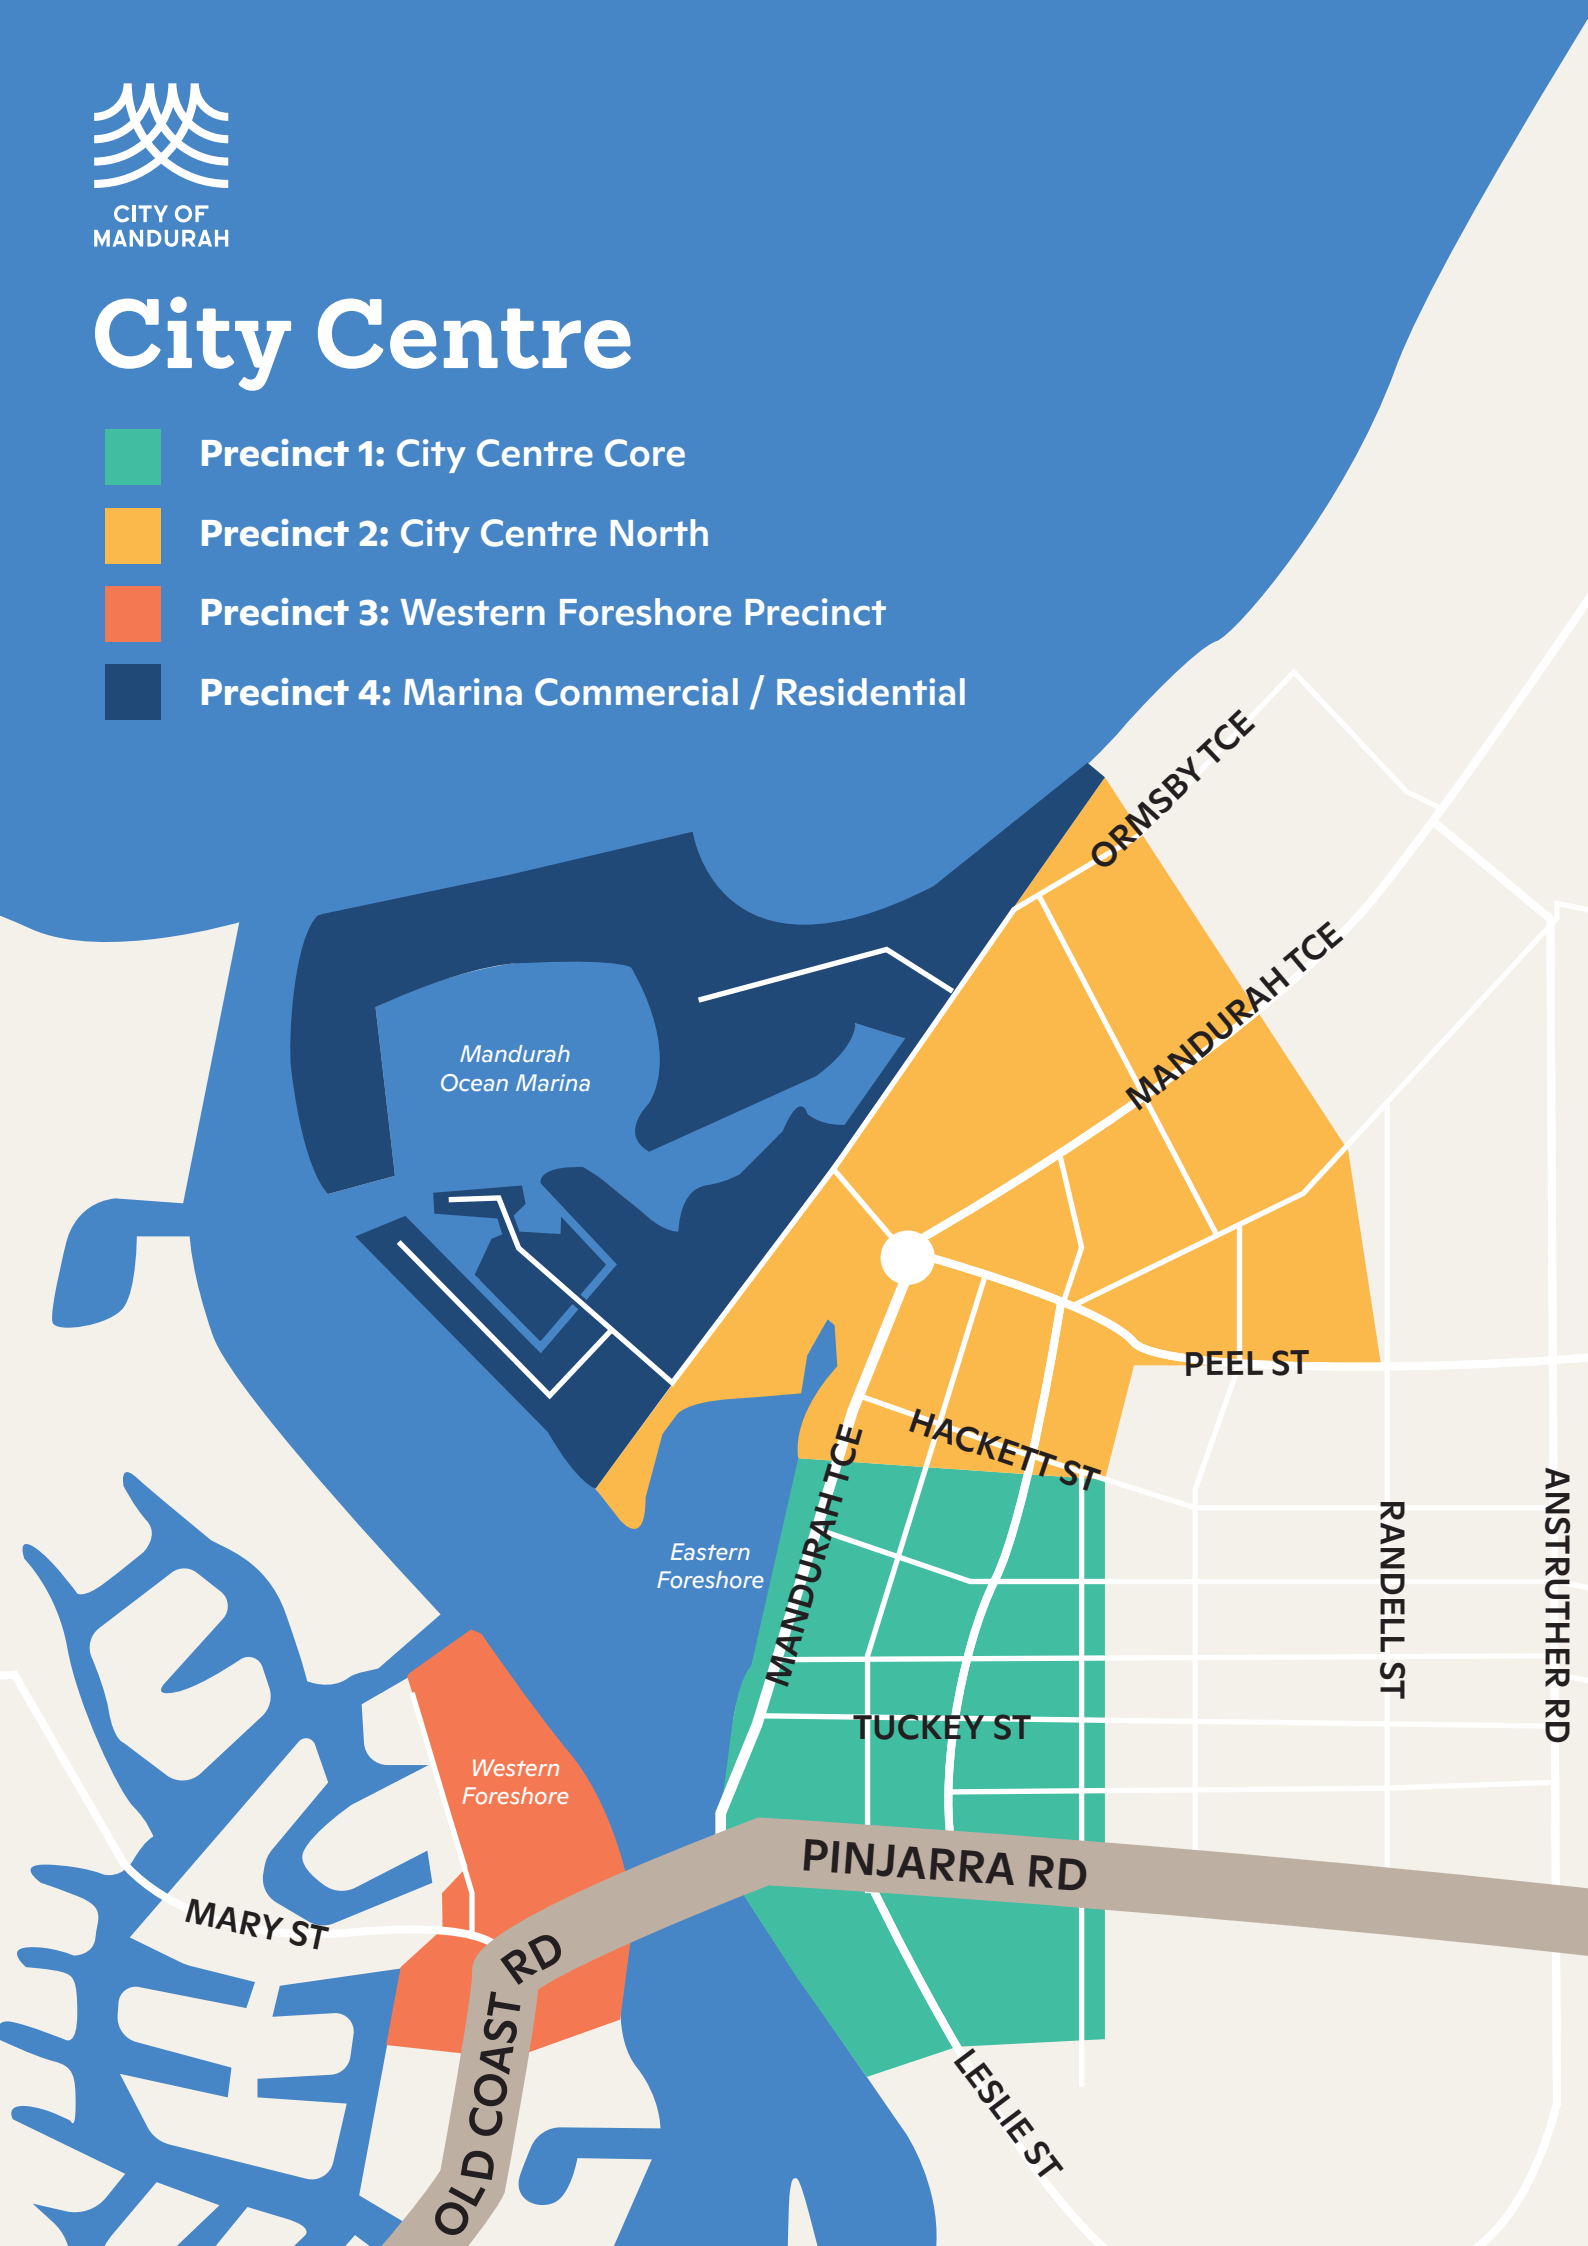 CITY OF
MANDURAH
City Centre
Precinct 1: City Centre Core
Precinct 2: City Centre North
Precinct 3: Western Foreshore Precinct
Precinct 4: Marina Commercial / Residential
ORMSBY TCE
MANDURAH TCE
Mandurah
Ocean Marina
PEEL ST
HACKETT ST
MANDURAH TCE
Eastern
Foreshore
RANDELL ST
ANSTRUTHER RD
TUCKEY ST
Western
Foreshore
PINJARRA RD
MARY ST
OLD COAST RD
LESLIE ST